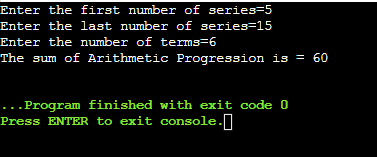 Enter the first number of series=5
Enter the last number of series=15
Enter the number of terms=6
The sum of Arithmetic Progression is = 60
...Program finished with exit code 0
Press ENTER to exit console.